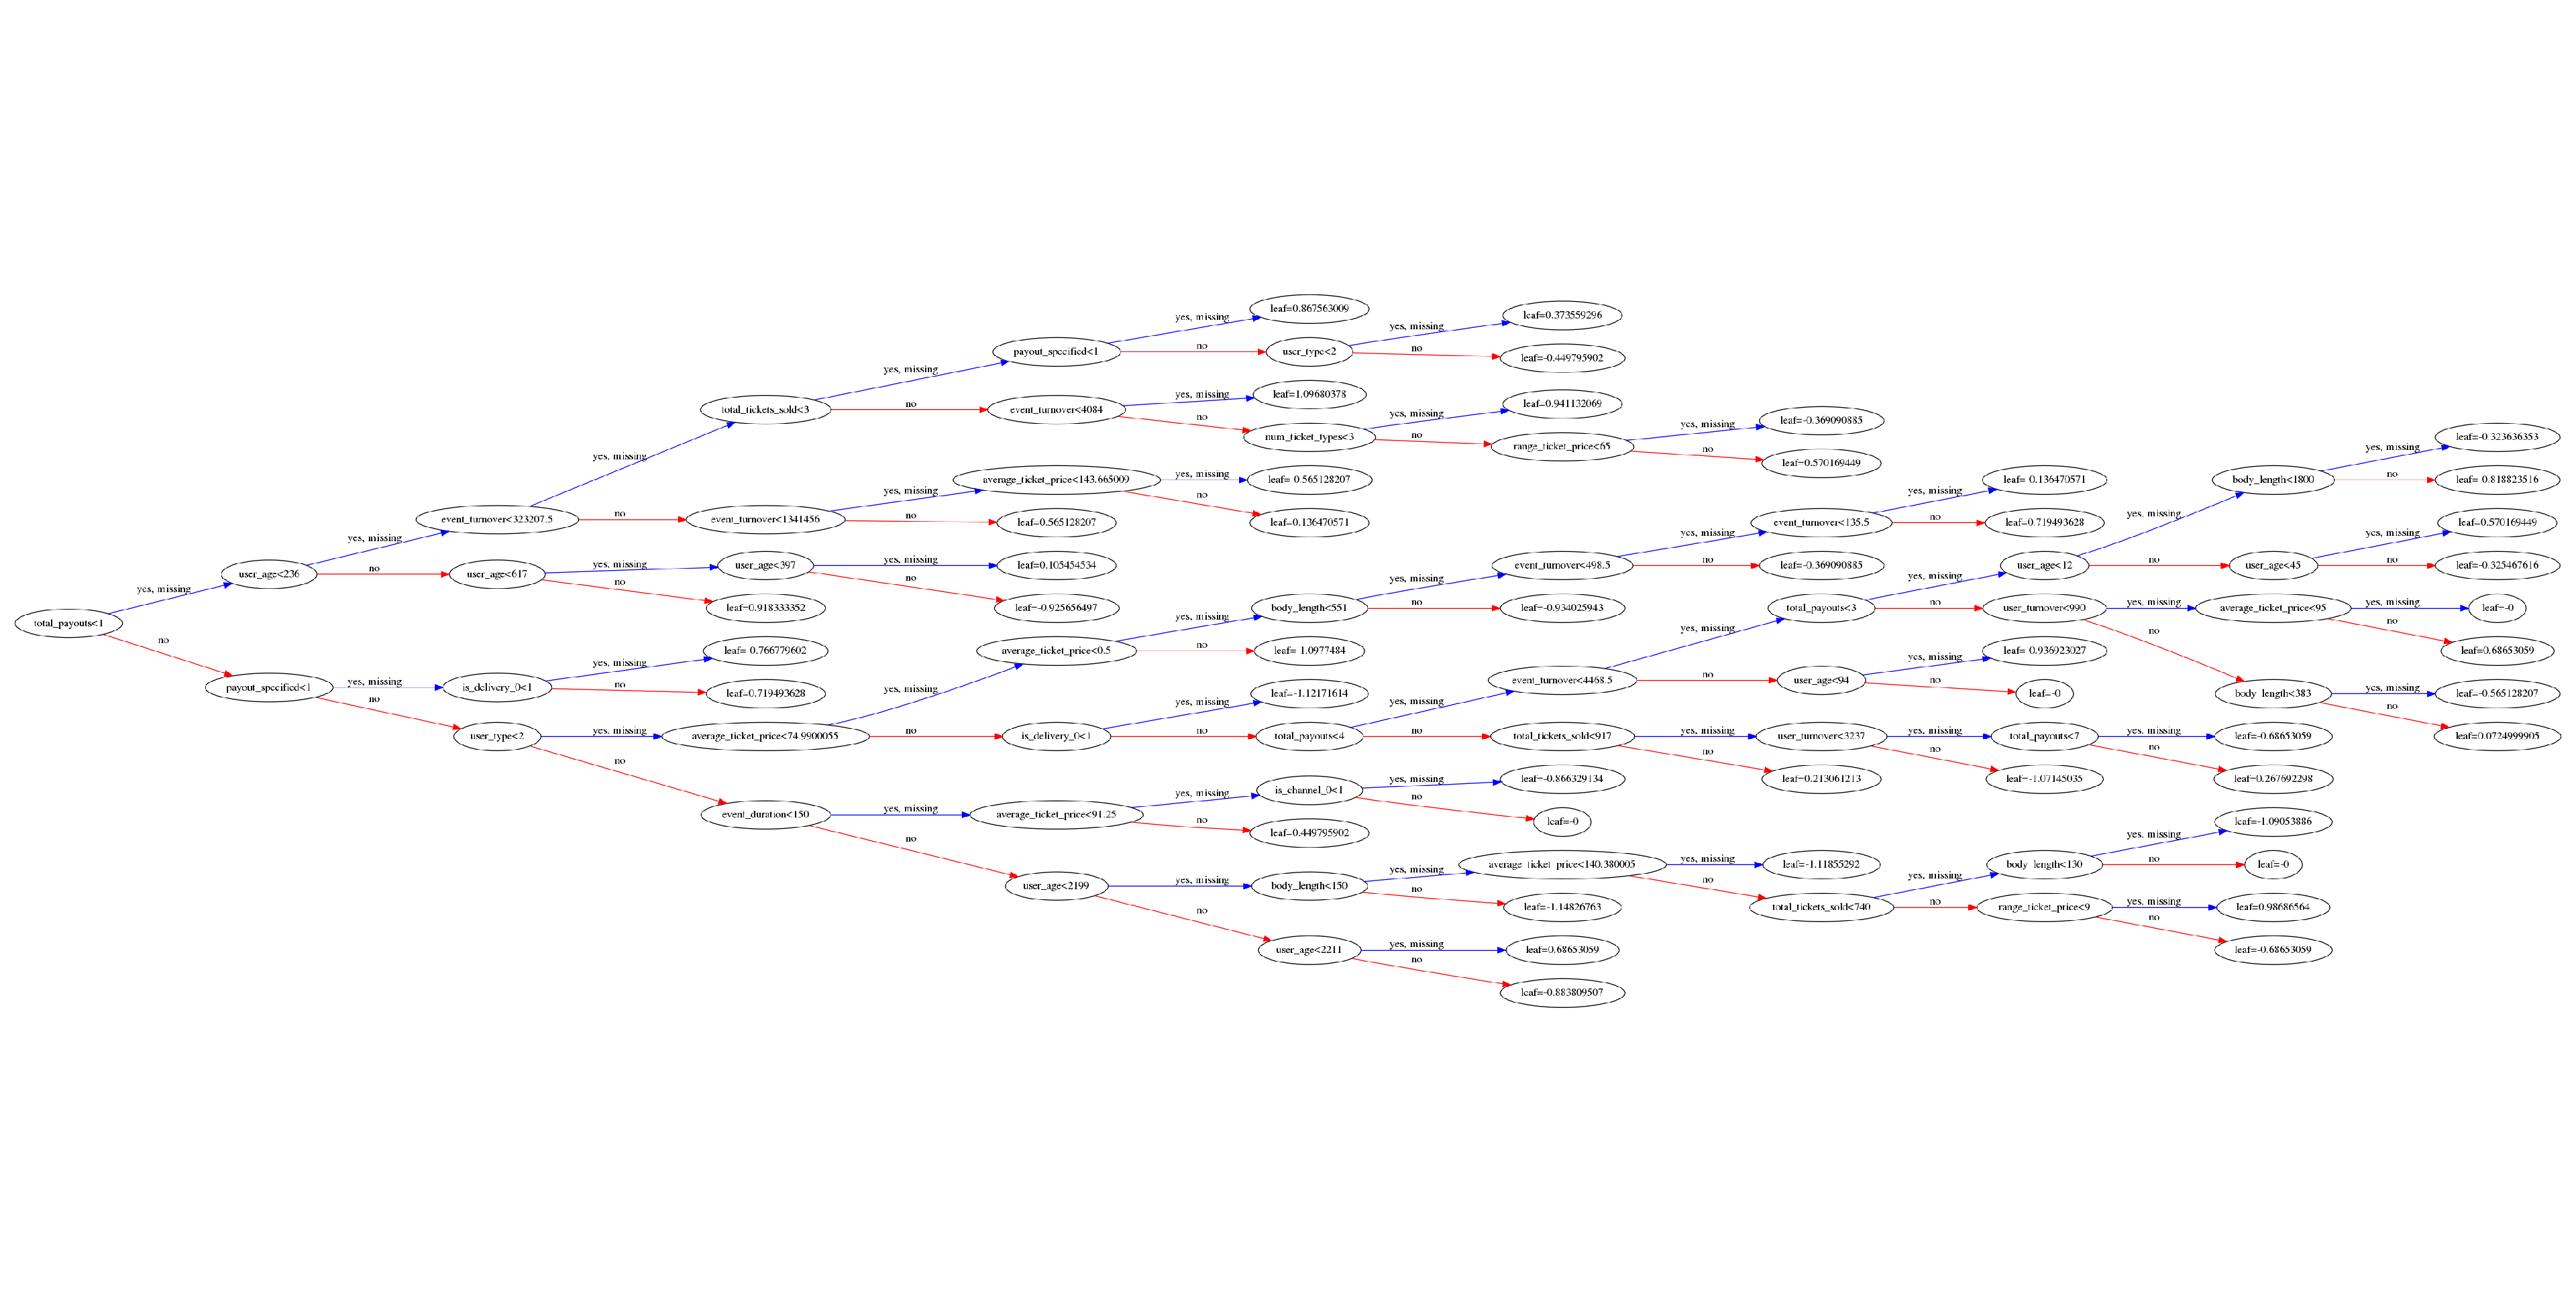 total_payouts<1
yes, missing
no
user_age<236
payout_specified<1
yes, missing
no
yes, missing
no
event_turnover<323207.5
user_age<617
is_delivery_0<1
user_type<2
yes, missing
no
yes, missing
no
yes, missing
no
yes, missing
no
total_tickets_sold<3
event_turnover<1341456
user_age<397
leaf=0.918333352
leaf=-0.766779602
leaf=0.719493628
average_ticket_price<74.9900055
event_duration<150
yes, missing
no
yes, missing
no
yes, missing
no
yes, missing
no
yes, missing
no
payout_specified<1
event_turnover<4084
average_ticket_price<143.665009
leaf=0.565128207
leaf=0.105454534
leaf=-0.925656497
average_ticket_price<0.5
is_delivery_0<1
average_ticket_price<91.25
user_age<2199
yes, missing
no
yes, missing
no
yes, missing
no
yes, missing
no
yes, missing
no
yes, missing
no
yes, missing
no
leaf=0.867563009
user_type<2
leaf=1.09680378
num_ticket_types<3
leaf=-0.565128207
leaf=0.136470571
body_length<551
leaf=-1.0977484
leaf=-1.12171614
total_payouts<4
is_channel_0<1
leaf=0.449795902
body_length<150
user_age<2211
yes, missing
no
yes, missing
no
yes, missing
no
yes, missing
no
yes, missing
no
yes, missing
no
yes, missing
no
leaf=0.373559296
leaf=-0.449795902
leaf=0.941132069
range_ticket_price<65
event_turnover<498.5
leaf=-0.934025943
event_turnover<4468.5
total_tickets_sold<917
leaf=-0.866329134
leaf=-0
average_ticket_price<140.380005
leaf=-1.14826763
leaf=0.68653059
leaf=-0.883809507
yes, missing
no
yes, missing
no
yes, missing
no
yes, missing
no
yes, missing
no
leaf=-0.369090885
leaf=0.570169449
event_turnover<135.5
leaf=-0.369090885
total_payouts<3
user_age<94
user_turnover<3237
leaf=0.213061213
leaf=-1.11855292
total_tickets_sold<740
yes, missing
no
yes, missing
no
yes, missing
no
yes, missing
no
yes, missing
no
leaf=-0.136470571
leaf=0.719493628
user_age<12
user_turnover<990
leaf=-0.936923027
leaf=-0
total_payouts<7
leaf=-1.07145035
body_length<130
range_ticket_price<9
yes, missing
no
yes, missing
no
yes, missing
no
yes, missing
no
yes, missing
no
body_length<1800
user_age<45
average_ticket_price<95
body_length<383
leaf=-0.68653059
leaf=0.267692298
leaf=-1.09053886
leaf=-0
leaf=0.98686564
leaf=-0.68653059
yes, missing
no
yes, missing
no
yes, missing
no
yes, missing
no
leaf=-0.323636353
leaf=-0.818823516
leaf=0.570169449
leaf=-0.325467616
leaf=-0
leaf=0.68653059
leaf=-0.565128207
leaf=0.0724999905